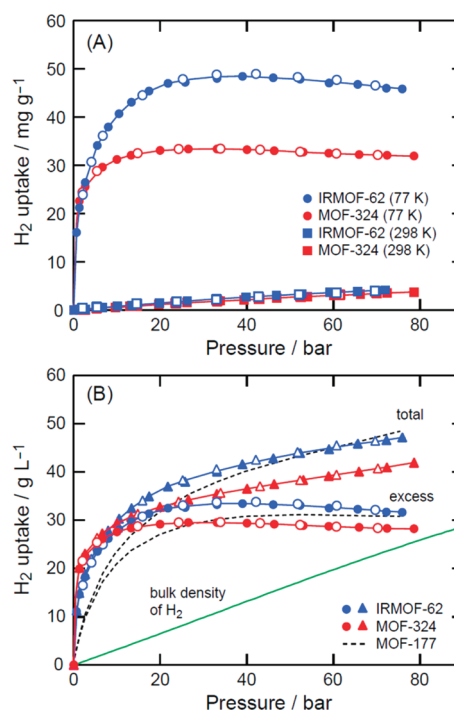 (A)
60
50
40
30
20
10
0
H₂ uptake / mg g⁻¹
IRMOF-62 (77 K)
MOF-324 (77 K)
IRMOF-62 (298 K)
MOF-324 (298 K)
0 20 40 60 80
Pressure / bar
(B)
60
50
40
30
20
10
0
H₂ uptake / g L⁻¹
total
excess
bulk density
of H₂
IRMOF-62
MOF-324
MOF-177
0 20 40 60 80
Pressure / bar